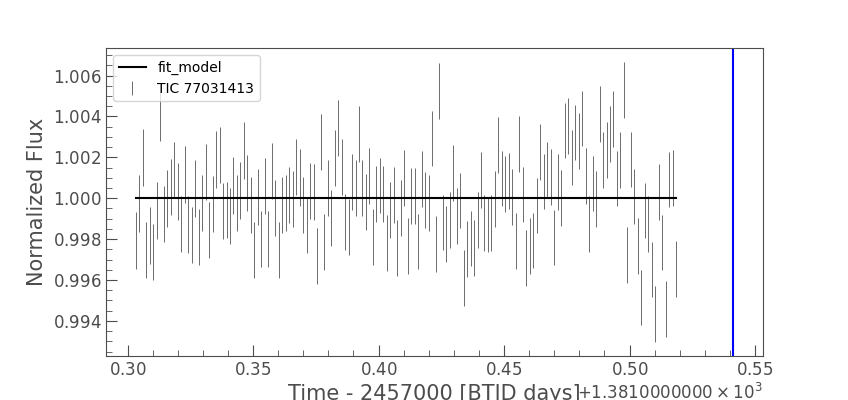 fit_model
TIC 77031413
1.006
1.004
1.002
1.000
0.998
0.996
0.994
Normalized Flux
0.30 0.35 0.40 0.45 0.50 0.55
Time - 2457000 [BTJD days]
+1.3810000000 × 10³